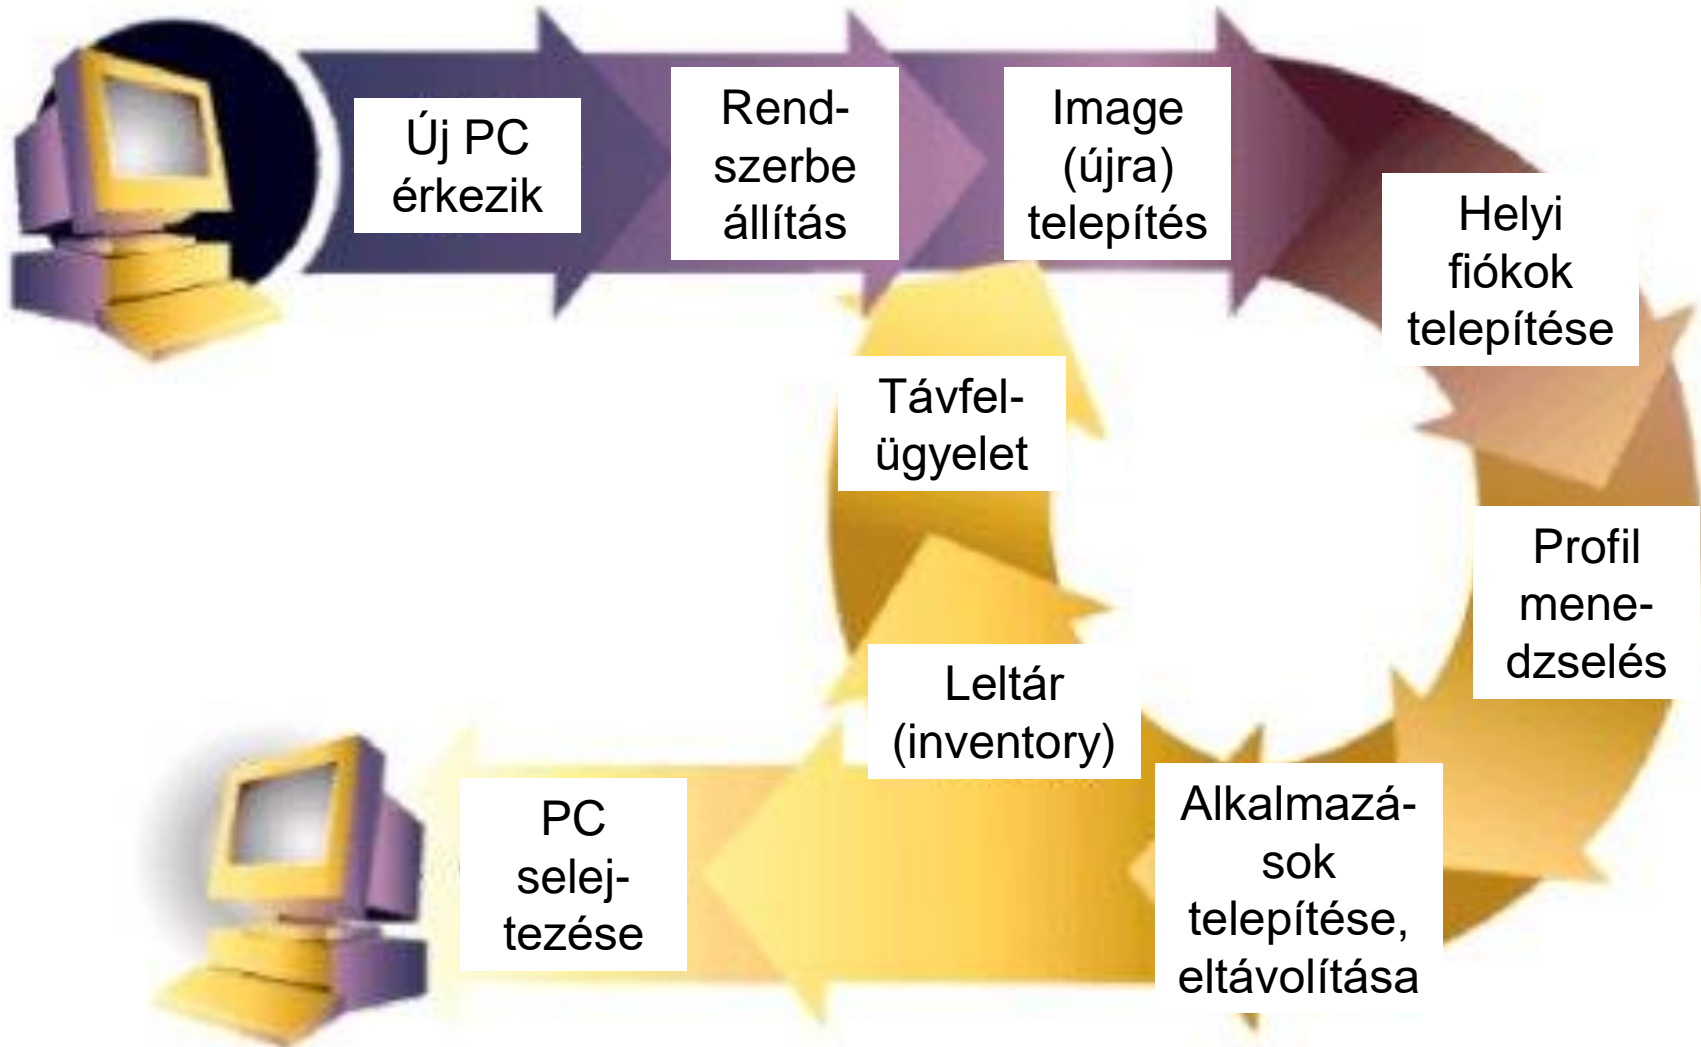 Új PC
érkezik
Rend-
szerbe
állítás
Image
(újra)
telepítés
Helyi
fiókok
telepítése
Profil
mene-
dzselés
Alkalmazá-
sok
telepítése,
eltávolítása
Leltár
(inventory)
Távfel-
ügyelet
PC
selej-
tezése